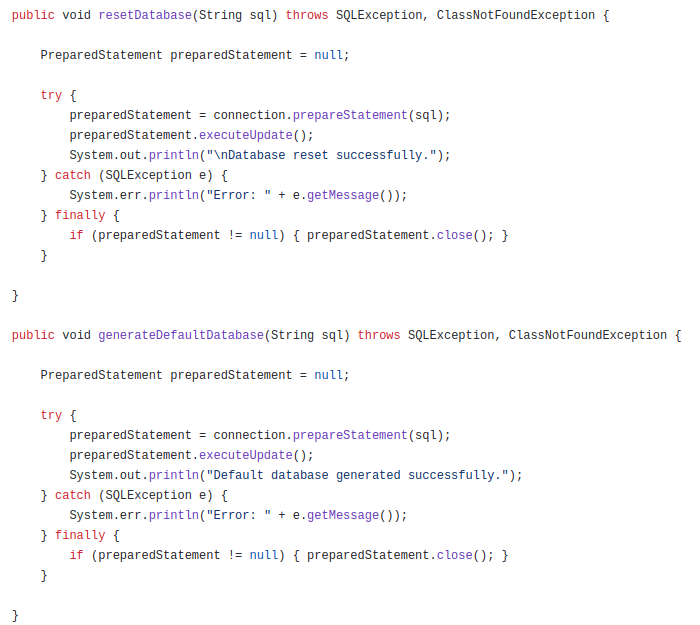 public void resetDatabase(String sql) throws SQLException, ClassNotFoundException {
PreparedStatement preparedStatement = null;
try {
preparedStatement = connection.prepareStatement(sql);
preparedStatement.executeUpdate();
System.out.println("\nDatabase reset successfully.");
} catch (SQLException e) {
System.err.println("Error: " + e.getMessage());
} finally {
if (preparedStatement != null) { preparedStatement.close(); }
}
}
public void generateDefaultDatabase(String sql) throws SQLException, ClassNotFoundException {
PreparedStatement preparedStatement = null;
try {
preparedStatement = connection.prepareStatement(sql);
preparedStatement.executeUpdate();
System.out.println("Default database generated successfully.");
} catch (SQLException e) {
System.err.println("Error: " + e.getMessage());
} finally {
if (preparedStatement != null) { preparedStatement.close(); }
}
}